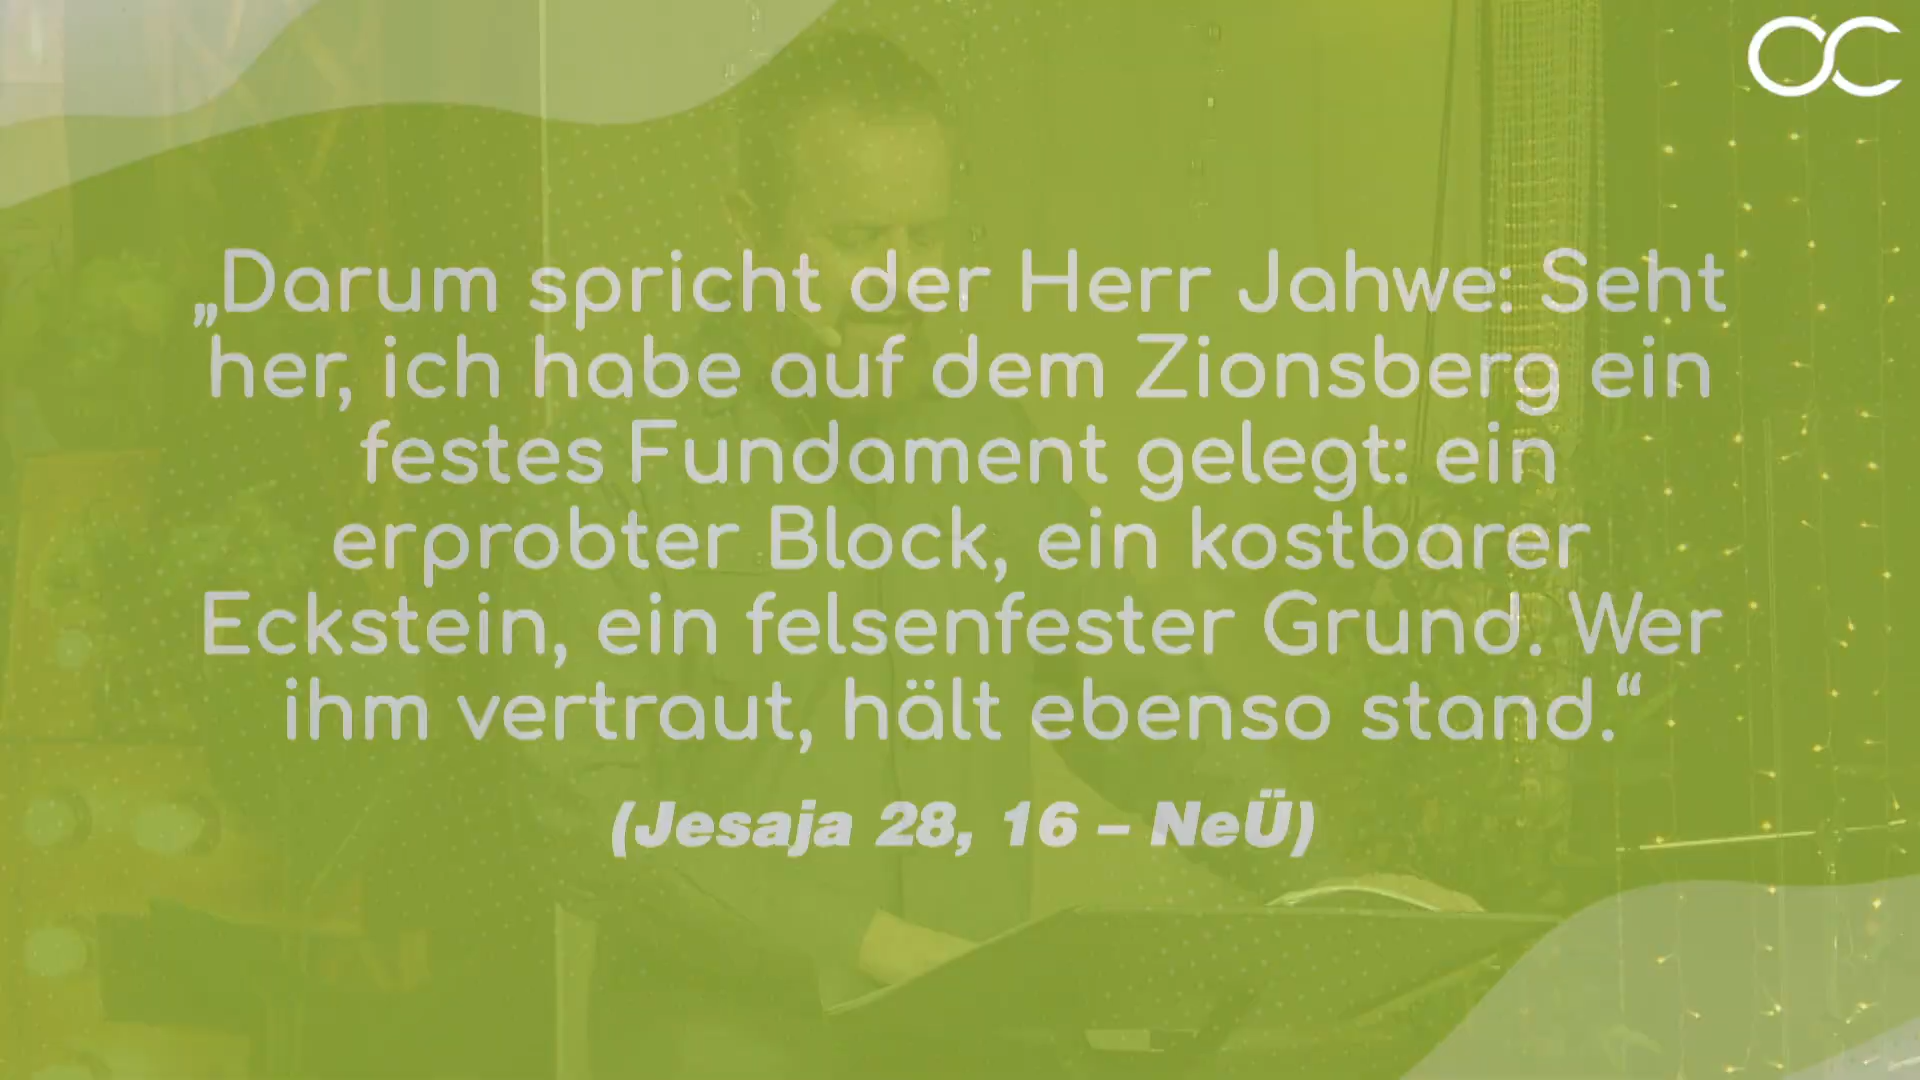 OC
„Darum spricht der Herr Jahwe: Seht
her, ich habe auf dem Zionsberg ein
festes Fundament gelegt: ein
erprobter Block, ein kostbarer
Eckstein, ein felsenfester Grund. Wer
ihm vertraut, hält ebenso stand.“
(Jesaja 28, 16 – NeÜ)